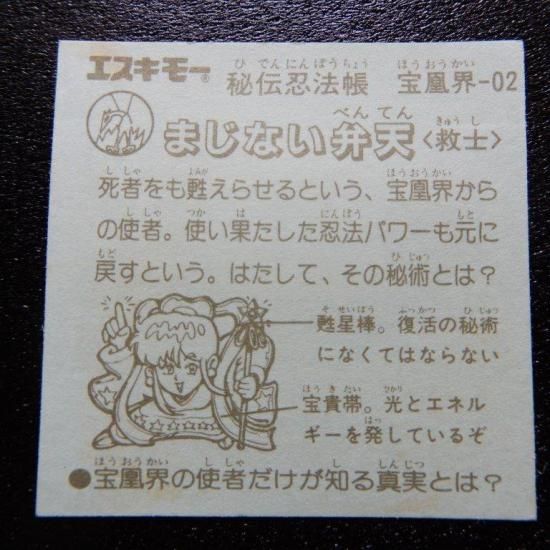 エスキモー®
秘伝忍法帳 宝凰界-02
まじない弁天〈救士〉
死者をも甦えらせるという、宝凰界から
の使者。使い果たした忍法パワーも元に
戻すという。はたして、その秘術とは?
甦星棒。復活の秘術
になくてはならない
宝貴帯。光とエネル
ギーを発しているぞ
●宝凰界の使者だけが知る真実とは?